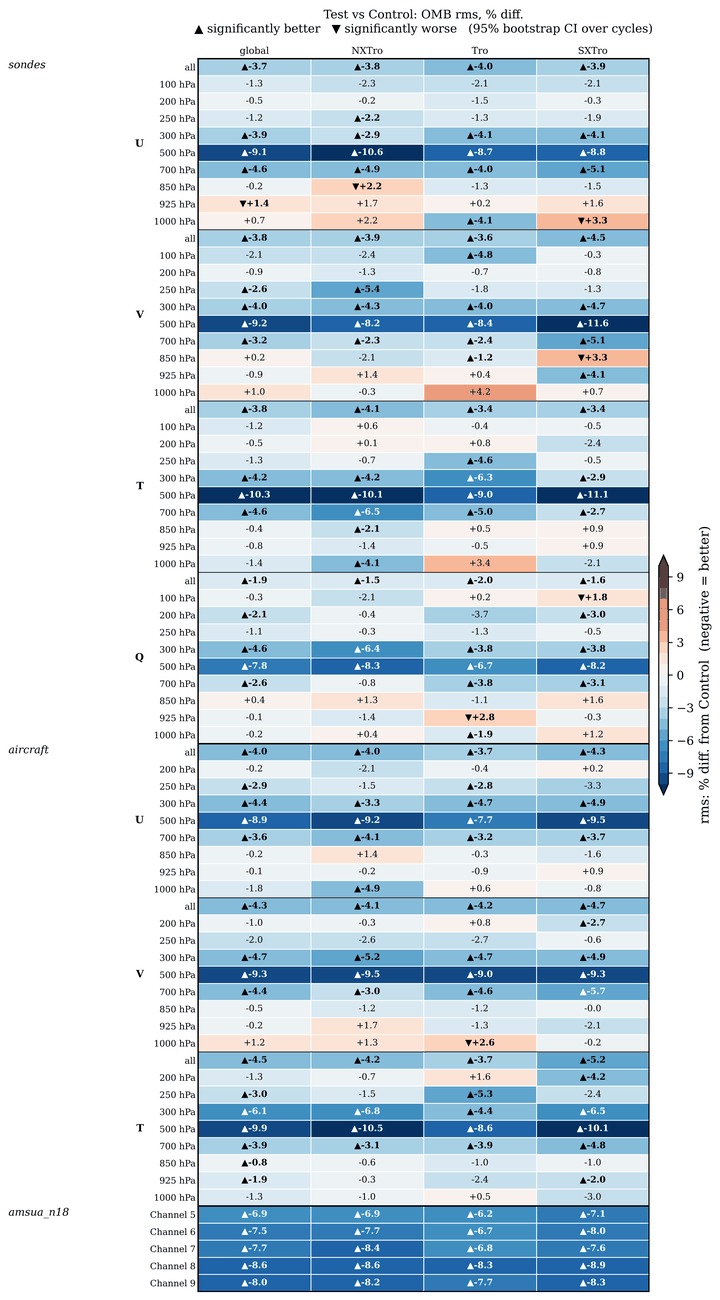 Test vs Control: OMB rms, % diff.
▲ significantly better ▼ significantly worse (95% bootstrap CI over cycles)
global NXTro Tro SXTro
sondes
U
all ▲-3.7 ▲-3.8 ▲-4.0 ▲-3.9
100 hPa -1.3 -2.3 -2.1 -2.1
200 hPa -0.5 -0.2 -1.5 -0.3
250 hPa -1.2 ▲-2.2 -1.3 -1.9
300 hPa ▲-3.9 ▲-2.9 ▲-4.1 ▲-4.1
500 hPa ▲-9.1 ▲-10.6 ▲-8.7 ▲-8.8
700 hPa ▲-4.6 ▲-4.9 ▲-4.0 ▲-5.1
850 hPa -0.2 ▼+2.2 -1.3 -1.5
925 hPa ▼+1.4 +1.7 +0.2 +1.6
1000 hPa +0.7 +2.2 ▲-4.1 ▼+3.3
V
all ▲-3.8 ▲-3.9 ▲-3.6 ▲-4.5
100 hPa -2.1 -2.4 ▲-4.8 -0.3
200 hPa -0.9 -1.3 -0.7 -0.8
250 hPa ▲-2.6 ▲-5.4 -1.8 -1.3
300 hPa ▲-4.0 ▲-4.3 ▲-4.0 ▲-4.7
500 hPa ▲-9.2 ▲-8.2 ▲-8.4 ▲-11.6
700 hPa ▲-3.2 ▲-2.3 ▲-2.4 ▲-5.1
850 hPa +0.2 -2.1 ▲-1.2 ▼+3.3
925 hPa -0.9 +1.4 +0.4 ▲-4.1
1000 hPa +1.0 -0.3 +4.2 +0.7
T
all ▲-3.8 ▲-4.1 ▲-3.4 ▲-3.4
100 hPa -1.2 +0.6 -0.4 -0.5
200 hPa -0.5 +0.1 +0.8 -2.4
250 hPa -1.3 -0.7 ▲-4.6 -0.5
300 hPa ▲-4.2 ▲-4.2 ▲-6.3 ▲-2.9
500 hPa ▲-10.3 ▲-10.1 ▲-9.0 ▲-11.1
700 hPa ▲-4.6 ▲-6.5 ▲-5.0 ▲-2.7
850 hPa -0.4 ▲-2.1 +0.5 +0.9
925 hPa -0.8 -1.4 -0.5 +0.9
1000 hPa -1.4 ▲-4.1 +3.4 -2.1
Q
all ▲-1.9 ▲-1.5 ▲-2.0 ▲-1.6
100 hPa -0.3 -2.1 +0.2 ▼+1.8
200 hPa ▲-2.1 -0.4 -3.7 ▲-3.0
250 hPa -1.1 -0.3 -1.3 -0.5
300 hPa ▲-4.6 ▲-6.4 ▲-3.8 ▲-3.8
500 hPa ▲-7.8 ▲-8.3 ▲-6.7 ▲-8.2
700 hPa ▲-2.6 -0.8 ▲-3.8 ▲-3.1
850 hPa +0.4 +1.3 -1.1 +1.6
925 hPa -0.1 -1.4 ▼+2.8 -0.3
1000 hPa -0.2 +0.4 ▲-1.9 +1.2
aircraft
U
all ▲-4.0 ▲-4.0 ▲-3.7 ▲-4.3
200 hPa -0.2 -2.1 -0.4 +0.2
250 hPa ▲-2.9 -1.5 ▲-2.8 -3.3
300 hPa ▲-4.4 ▲-3.3 ▲-4.7 ▲-4.9
500 hPa ▲-8.9 ▲-9.2 ▲-7.7 ▲-9.5
700 hPa ▲-3.6 ▲-4.1 ▲-3.2 ▲-3.7
850 hPa -0.2 +1.4 -0.3 -1.6
925 hPa -0.1 -0.2 -0.9 +0.9
1000 hPa -1.8 ▲-4.9 +0.6 -0.8
V
all ▲-4.3 ▲-4.1 ▲-4.2 ▲-4.7
200 hPa -1.0 -0.3 +0.8 ▲-2.7
250 hPa -2.0 -2.6 -2.7 -0.6
300 hPa ▲-4.7 ▲-5.2 ▲-4.7 ▲-4.9
500 hPa ▲-9.3 ▲-9.5 ▲-9.0 ▲-9.3
700 hPa ▲-4.4 ▲-3.0 ▲-4.6 ▲-5.7
850 hPa -0.5 -1.2 -1.2 -0.0
925 hPa -0.2 +1.7 -1.3 -2.1
1000 hPa +1.2 +1.3 ▼+2.6 -0.2
T
all ▲-4.5 ▲-4.2 ▲-3.7 ▲-5.2
200 hPa -1.3 -0.7 +1.6 ▲-4.2
250 hPa ▲-3.0 -1.5 ▲-5.3 -2.4
300 hPa ▲-6.1 ▲-6.8 ▲-4.4 ▲-6.5
500 hPa ▲-9.9 ▲-10.5 ▲-8.6 ▲-10.1
700 hPa ▲-3.9 ▲-3.1 ▲-3.9 ▲-4.8
850 hPa ▲-0.8 -0.6 -1.0 -1.0
925 hPa ▲-1.9 -0.3 -2.4 ▲-2.0
1000 hPa -1.3 -1.0 +0.5 -3.0
amsua_n18
Channel 5 ▲-6.9 ▲-6.9 ▲-6.2 ▲-7.1
Channel 6 ▲-7.5 ▲-7.7 ▲-6.7 ▲-8.0
Channel 7 ▲-7.7 ▲-8.4 ▲-6.8 ▲-7.6
Channel 8 ▲-8.6 ▲-8.6 ▲-8.3 ▲-8.9
Channel 9 ▲-8.0 ▲-8.2 ▲-7.7 ▲-8.3
9
6
3
0
−3
−6
−9
rms: % diff. from Control (negative = better)